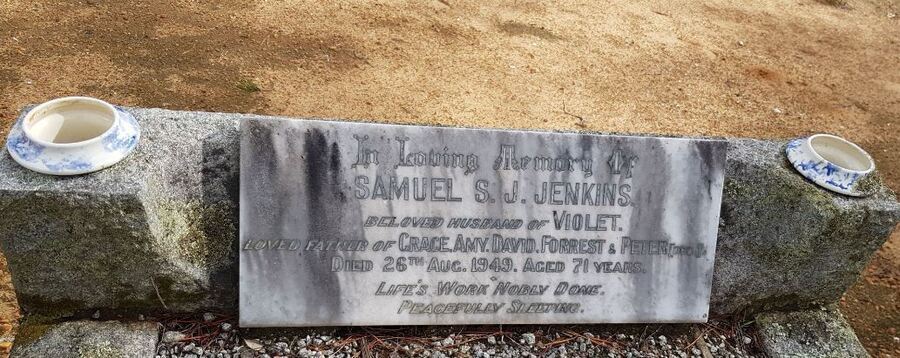 In Loving Memory Of
SAMUEL S. J. JENKINS.
BELOVED HUSBAND OF VIOLET.
LOVED FATHER OF GRACE, AMY, DAVID, FORREST & PETER (DEC'D).
DIED 26TH AUG. 1949. AGED 71 YEARS.
LIFE'S WORK NOBLY DONE.
PEACEFULLY SLEEPING.